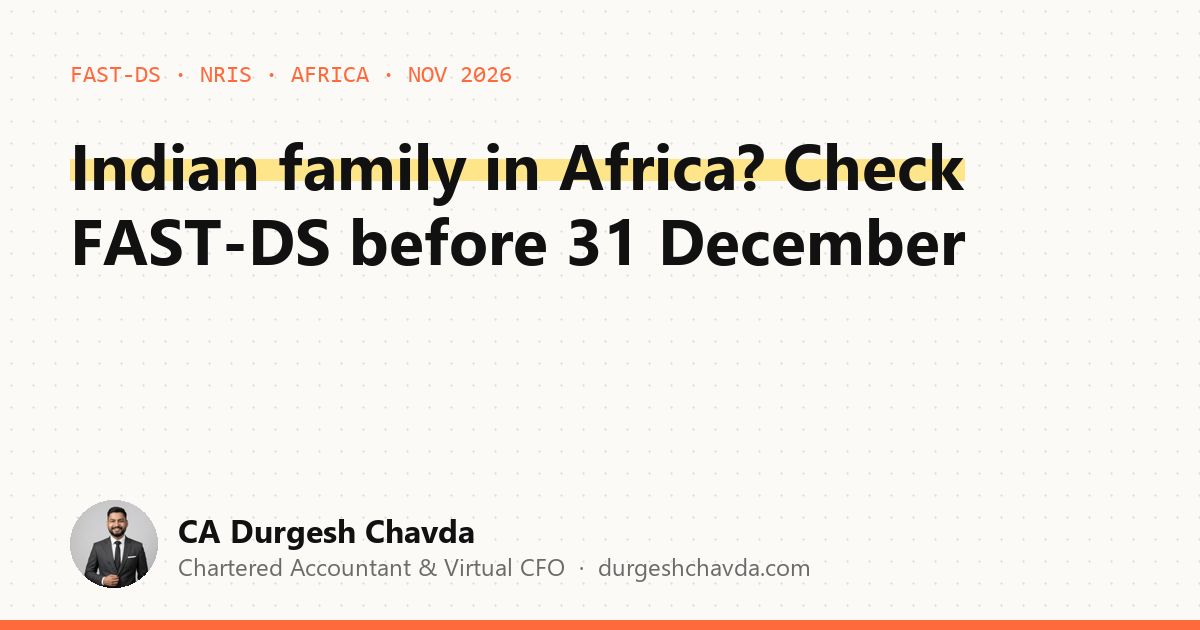 FAST-DS · NRIS · AFRICA · NOV 2026
Indian family in Africa? Check
FAST-DS before 31 December
CA Durgesh Chavda
Chartered Accountant & Virtual CFO · durgeshchavda.com